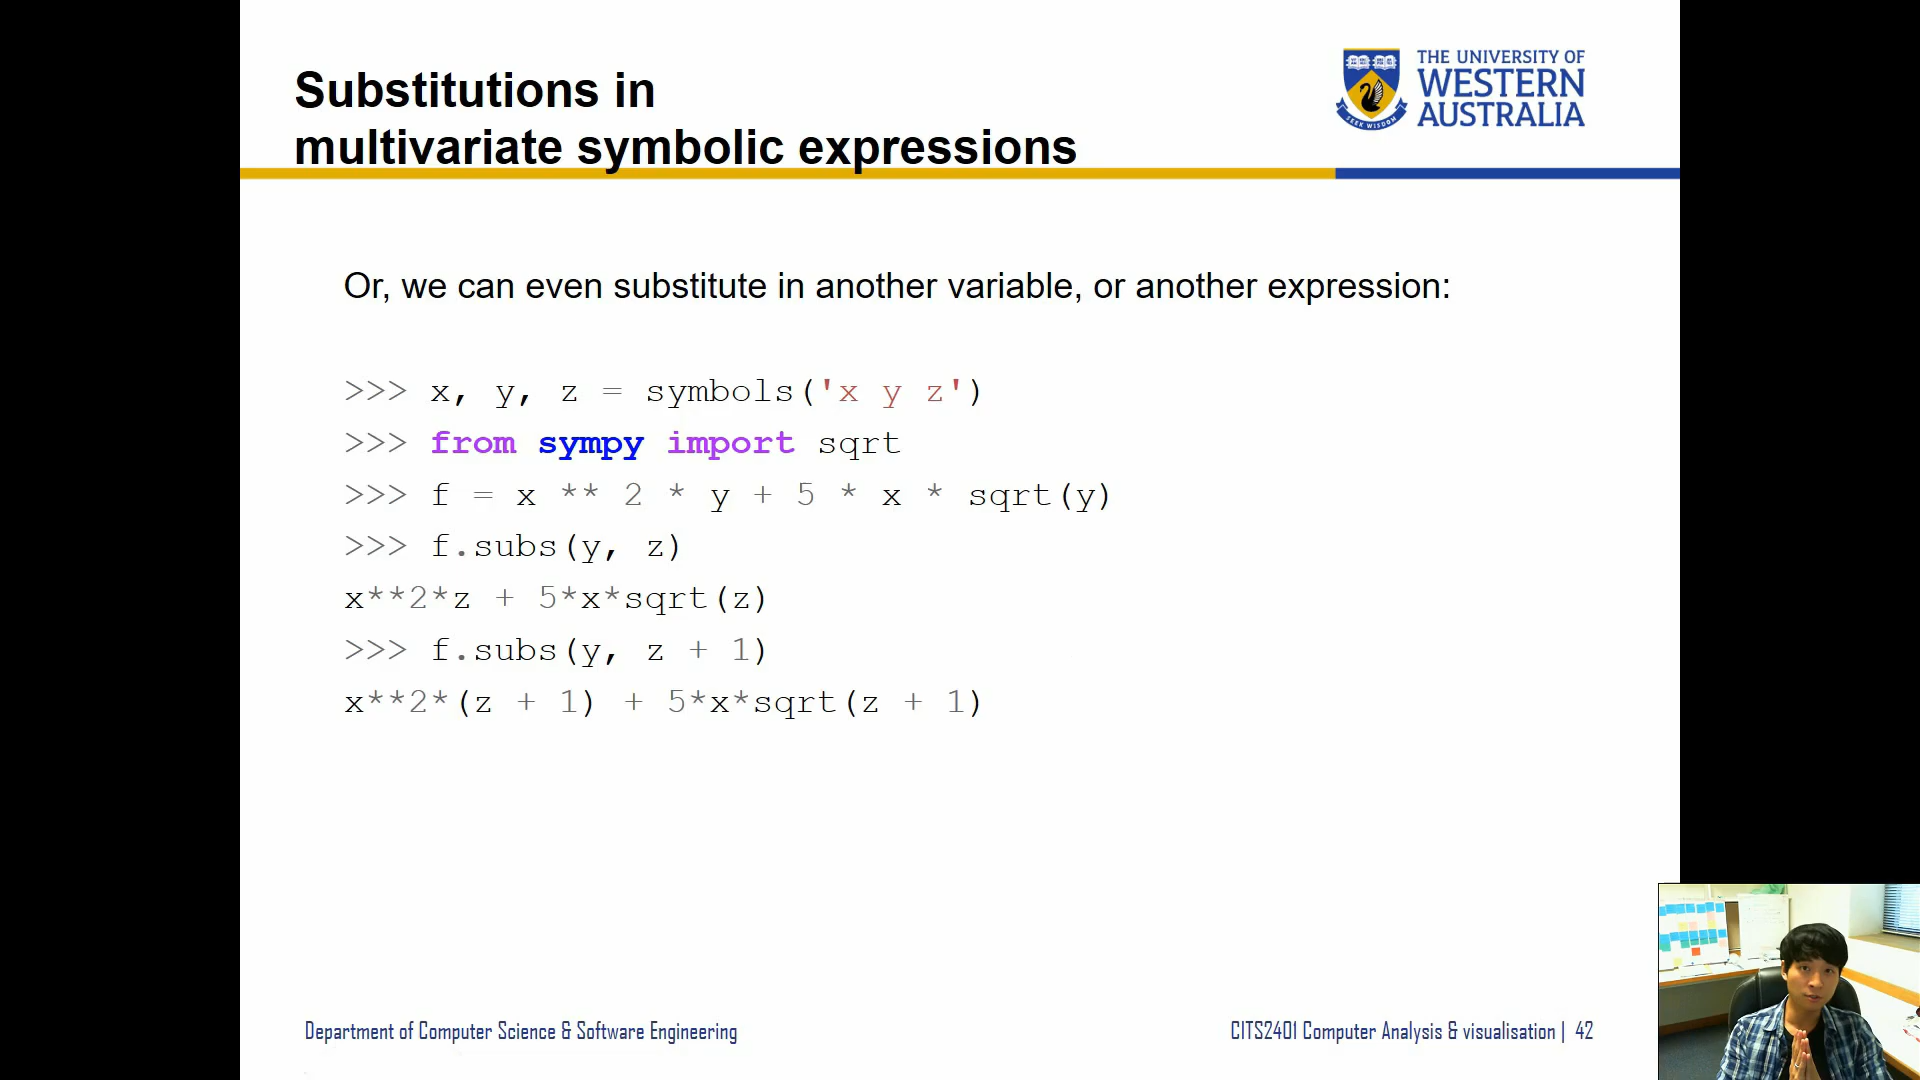 Substitutions in
multivariate symbolic expressions
THE UNIVERSITY OF
WESTERN
AUSTRALIA
SEEK WISDOM
Or, we can even substitute in another variable, or another expression:
>>> x, y, z = symbols('x y z')
>>> from sympy import sqrt
>>> f = x ** 2 * y + 5 * x * sqrt(y)
>>> f.subs(y, z)
x**2*z + 5*x*sqrt(z)
>>> f.subs(y, z + 1)
x**2*(z + 1) + 5*x*sqrt(z + 1)
Department of Computer Science & Software Engineering
CITS2401 Computer Analysis & visualisation | 42